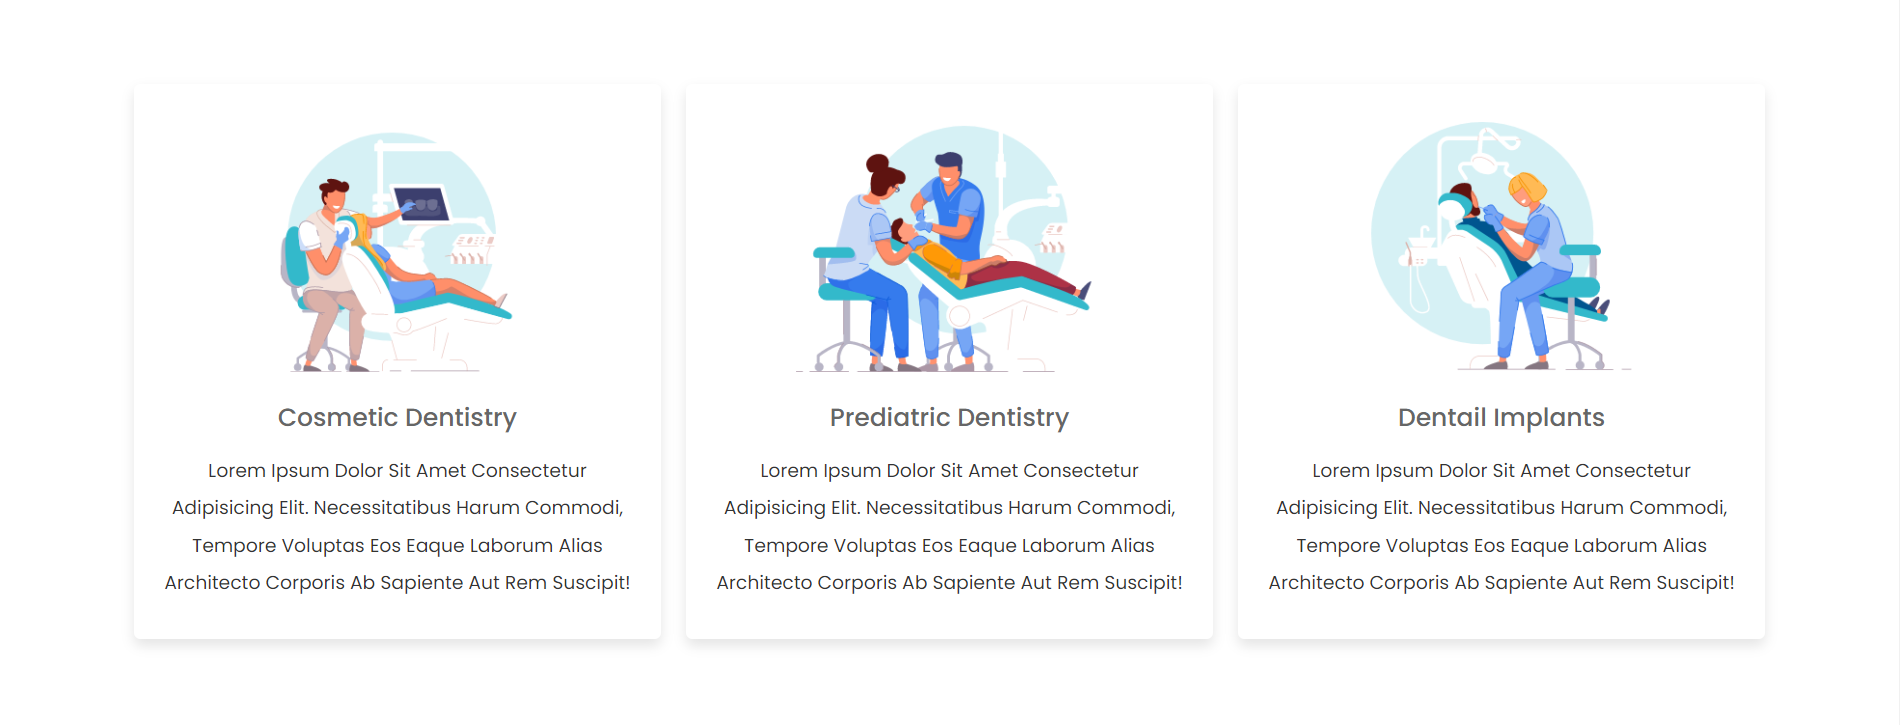 Cosmetic Dentistry
Lorem Ipsum Dolor Sit Amet Consectetur
Adipisicing Elit. Necessitatibus Harum Commodi,
Tempore Voluptas Eos Eaque Laborum Alias
Architecto Corporis Ab Sapiente Aut Rem Suscipit!
Prediatric Dentistry
Lorem Ipsum Dolor Sit Amet Consectetur
Adipisicing Elit. Necessitatibus Harum Commodi,
Tempore Voluptas Eos Eaque Laborum Alias
Architecto Corporis Ab Sapiente Aut Rem Suscipit!
Dentail Implants
Lorem Ipsum Dolor Sit Amet Consectetur
Adipisicing Elit. Necessitatibus Harum Commodi,
Tempore Voluptas Eos Eaque Laborum Alias
Architecto Corporis Ab Sapiente Aut Rem Suscipit!